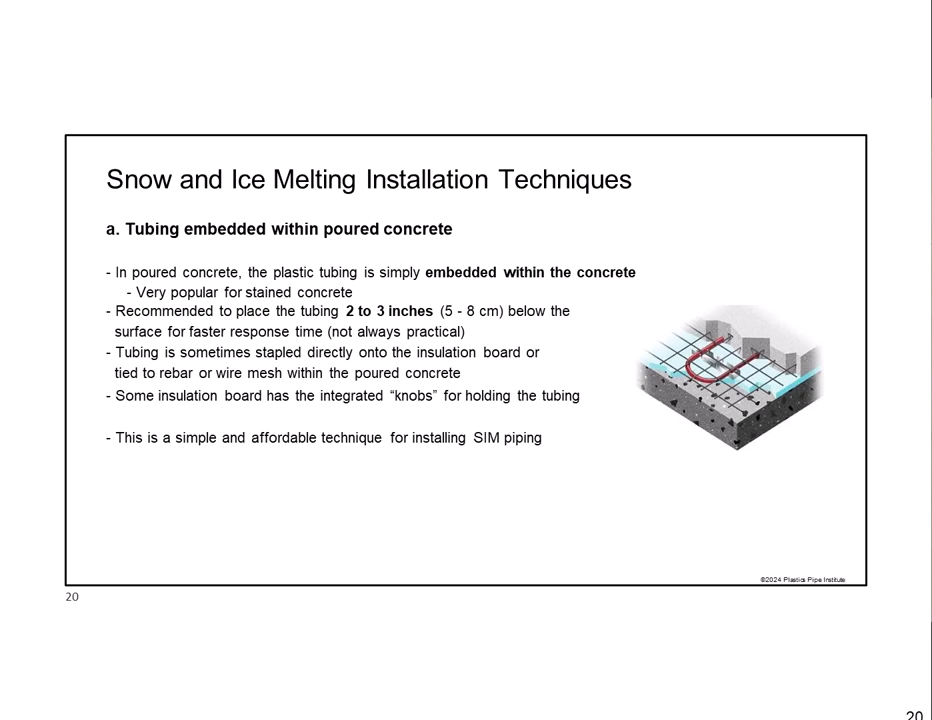 Snow and Ice Melting Installation Techniques
a. Tubing embedded within poured concrete
- In poured concrete, the plastic tubing is simply embedded within the concrete
- Very popular for stained concrete
- Recommended to place the tubing 2 to 3 inches (5 - 8 cm) below the
surface for faster response time (not always practical)
- Tubing is sometimes stapled directly onto the insulation board or
tied to rebar or wire mesh within the poured concrete
- Some insulation board has the integrated “knobs” for holding the tubing
- This is a simple and affordable technique for installing SIM piping
©2024 Plastics Pipe Institute
20
20